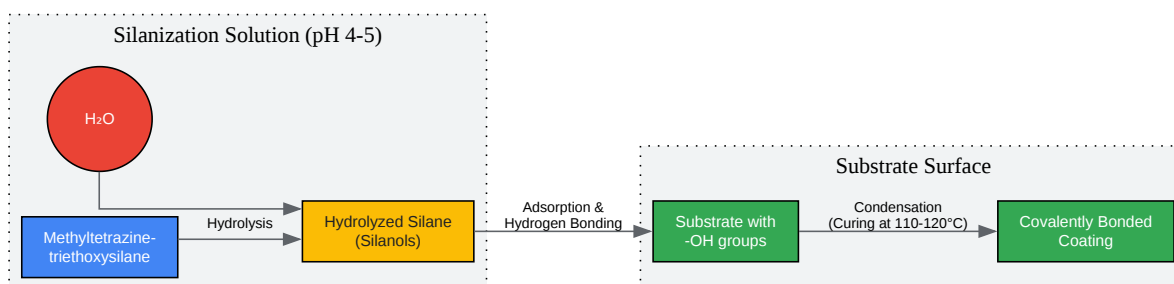 Silanization Solution (pH 4-5)
H₂O
Methyltetrazine-
triethoxysilane
Hydrolysis
Hydrolyzed Silane
(Silanols)
Adsorption &
Hydrogen Bonding
Substrate Surface
Substrate with
-OH groups
Condensation
(Curing at 110-120°C)
Covalently Bonded
Coating